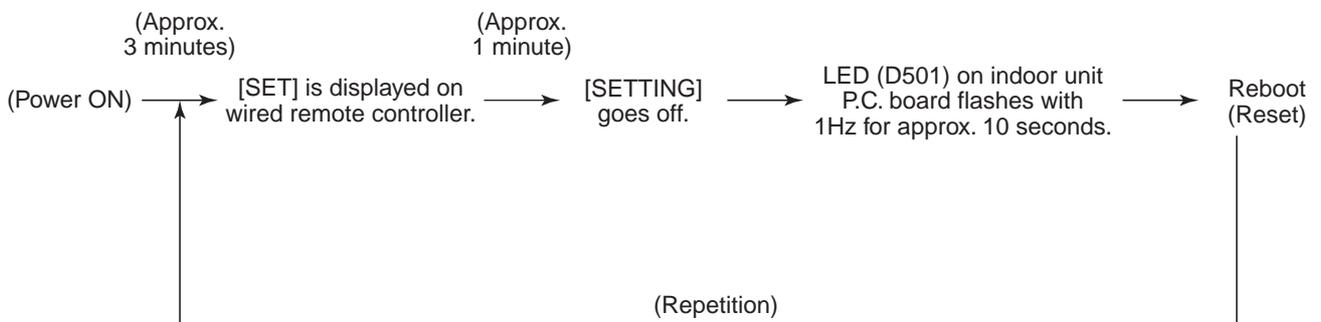 (Approx.
3 minutes)
(Approx.
1 minute)
(Power ON)
[SET] is displayed on
wired remote controller.
[SETTING]
goes off.
LED (D501) on indoor unit
P.C. board flashes with
1Hz for approx. 10 seconds.
Reboot
(Reset)
(Repetition)